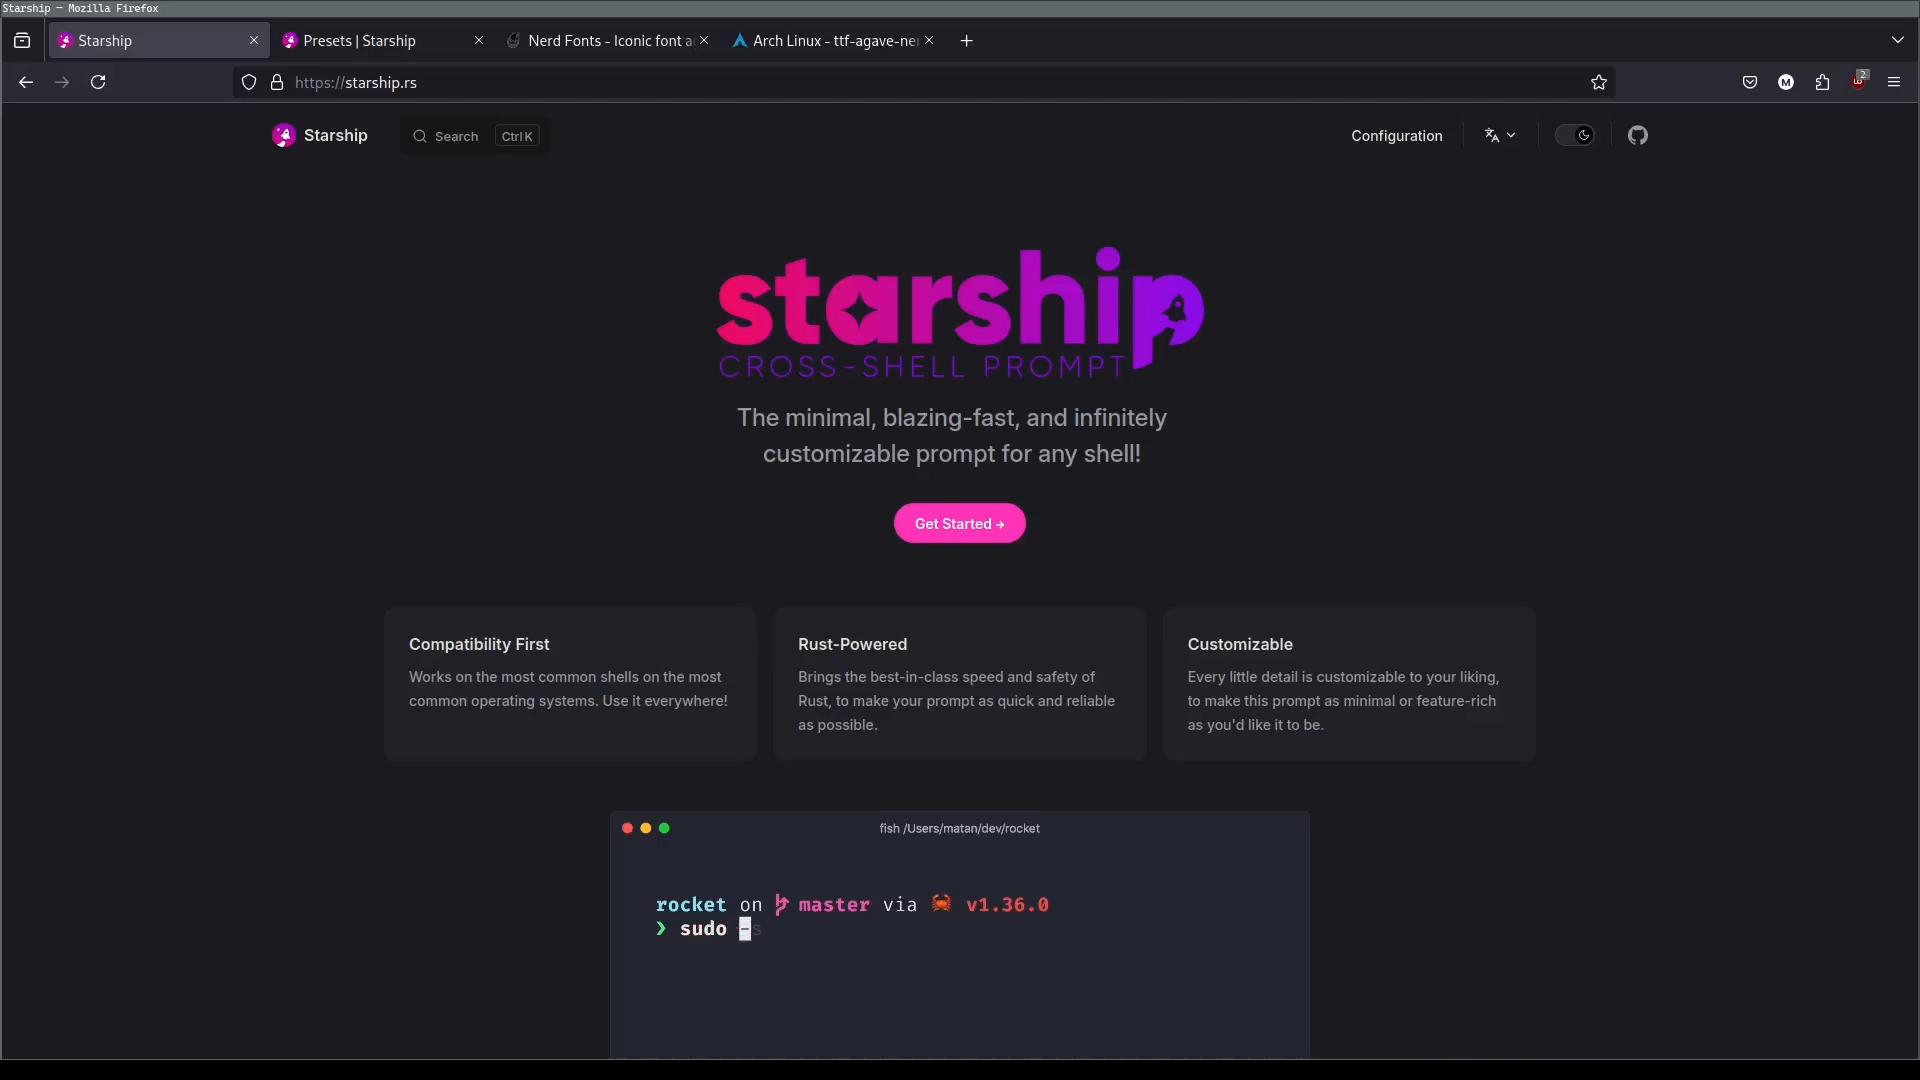 Starship — Mozilla Firefox
Starship
Presets | Starship
Nerd Fonts - Iconic font a
Arch Linux - ttf-agave-ner
https://starship.rs
M
2
Starship
Search
Ctrl K
Configuration
starship
CROSS-SHELL PROMPT
The minimal, blazing-fast, and infinitely
customizable prompt for any shell!
Get Started →
Compatibility First
Works on the most common shells on the most
common operating systems. Use it everywhere!
Rust-Powered
Brings the best-in-class speed and safety of
Rust, to make your prompt as quick and reliable
as possible.
Customizable
Every little detail is customizable to your liking,
to make this prompt as minimal or feature-rich
as you'd like it to be.
fish /Users/matan/dev/rocket
rocket on master via 🦀 v1.36.0
❯ sudo -s